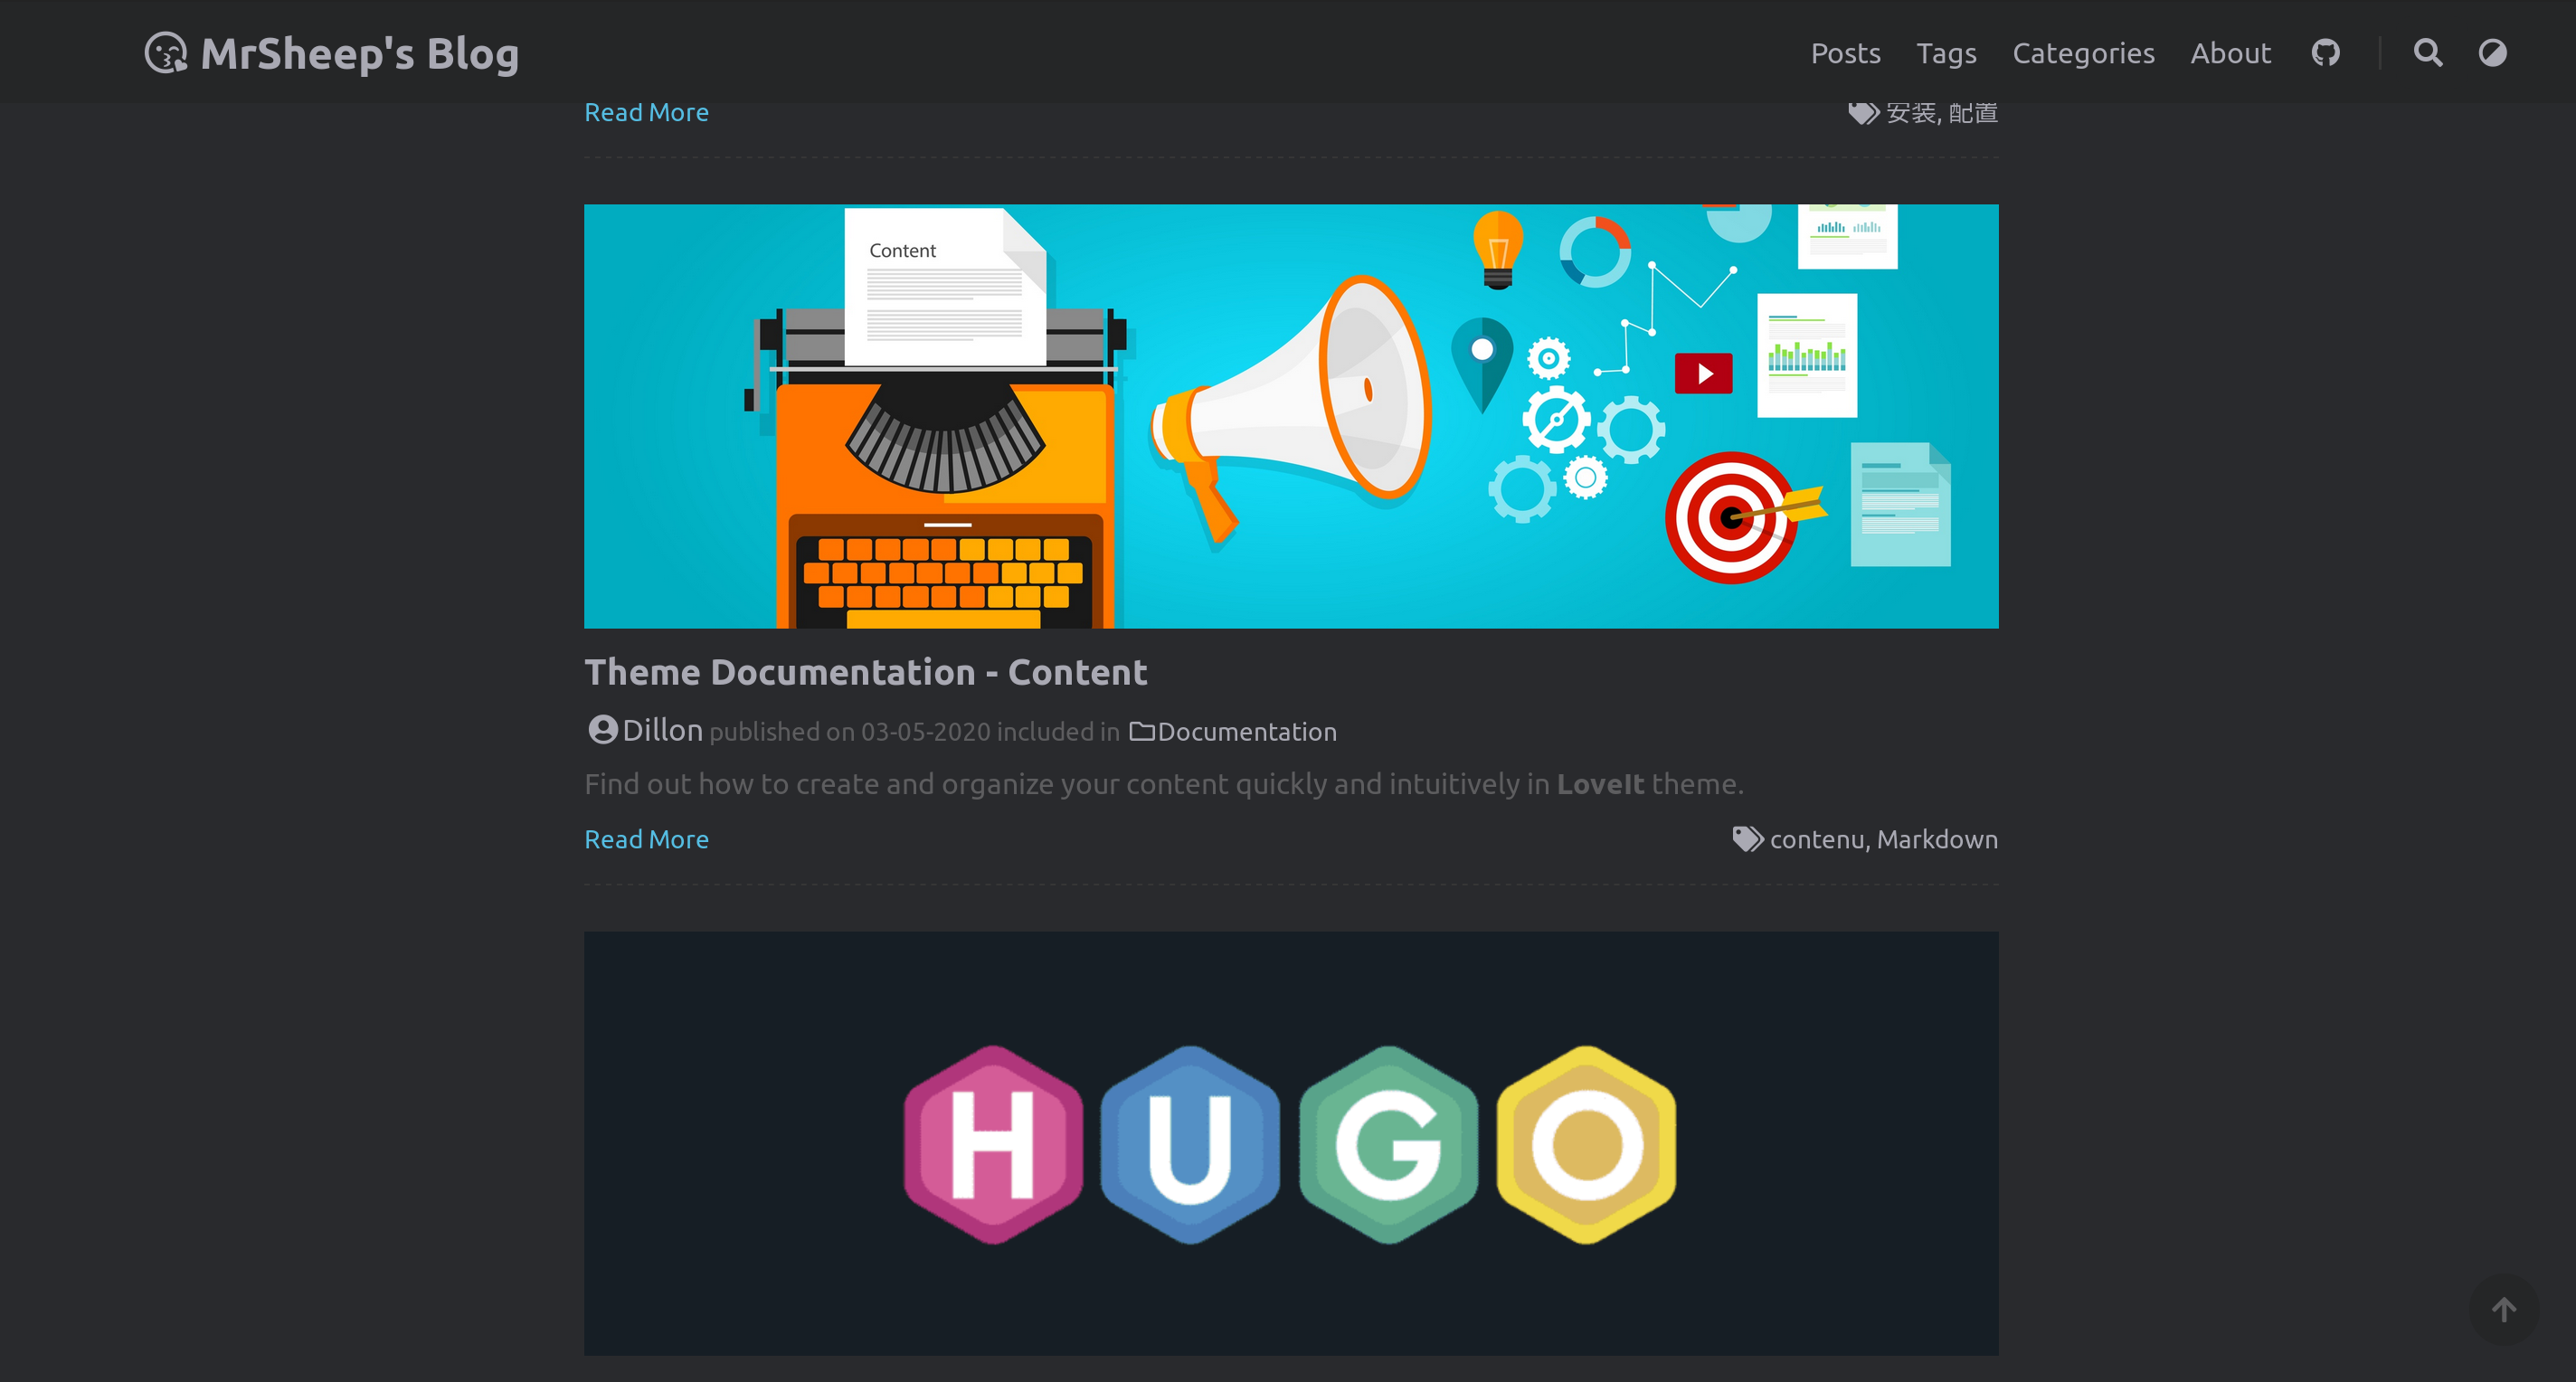 MrSheep's Blog
Posts Tags Categories About
Read More
安装, 配置
Content
Theme Documentation - Content
Dillon published on 03-05-2020 included in Documentation
Find out how to create and organize your content quickly and intuitively in LoveIt theme.
Read More
contenu, Markdown
HUGO